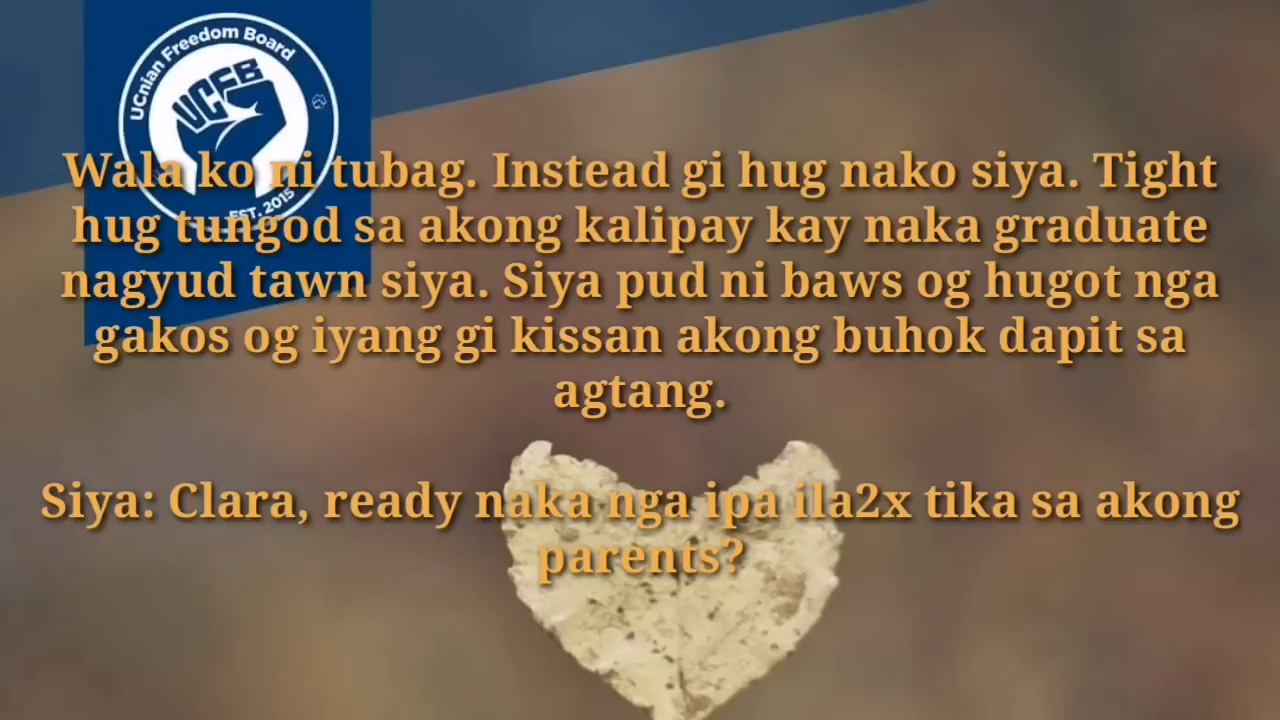 UCnian Freedom Board
UCFB
EST. 2015
Wala ko ni tubag. Instead gi hug nako siya. Tight
hug tungod sa akong kalipay kay naka graduate
nagyud tawn siya. Siya pud ni baws og hugot nga
gakos og iyang gi kissan akong buhok dapit sa
agtang.
Siya: Clara, ready naka nga ipa ila2x tika sa akong
parents?